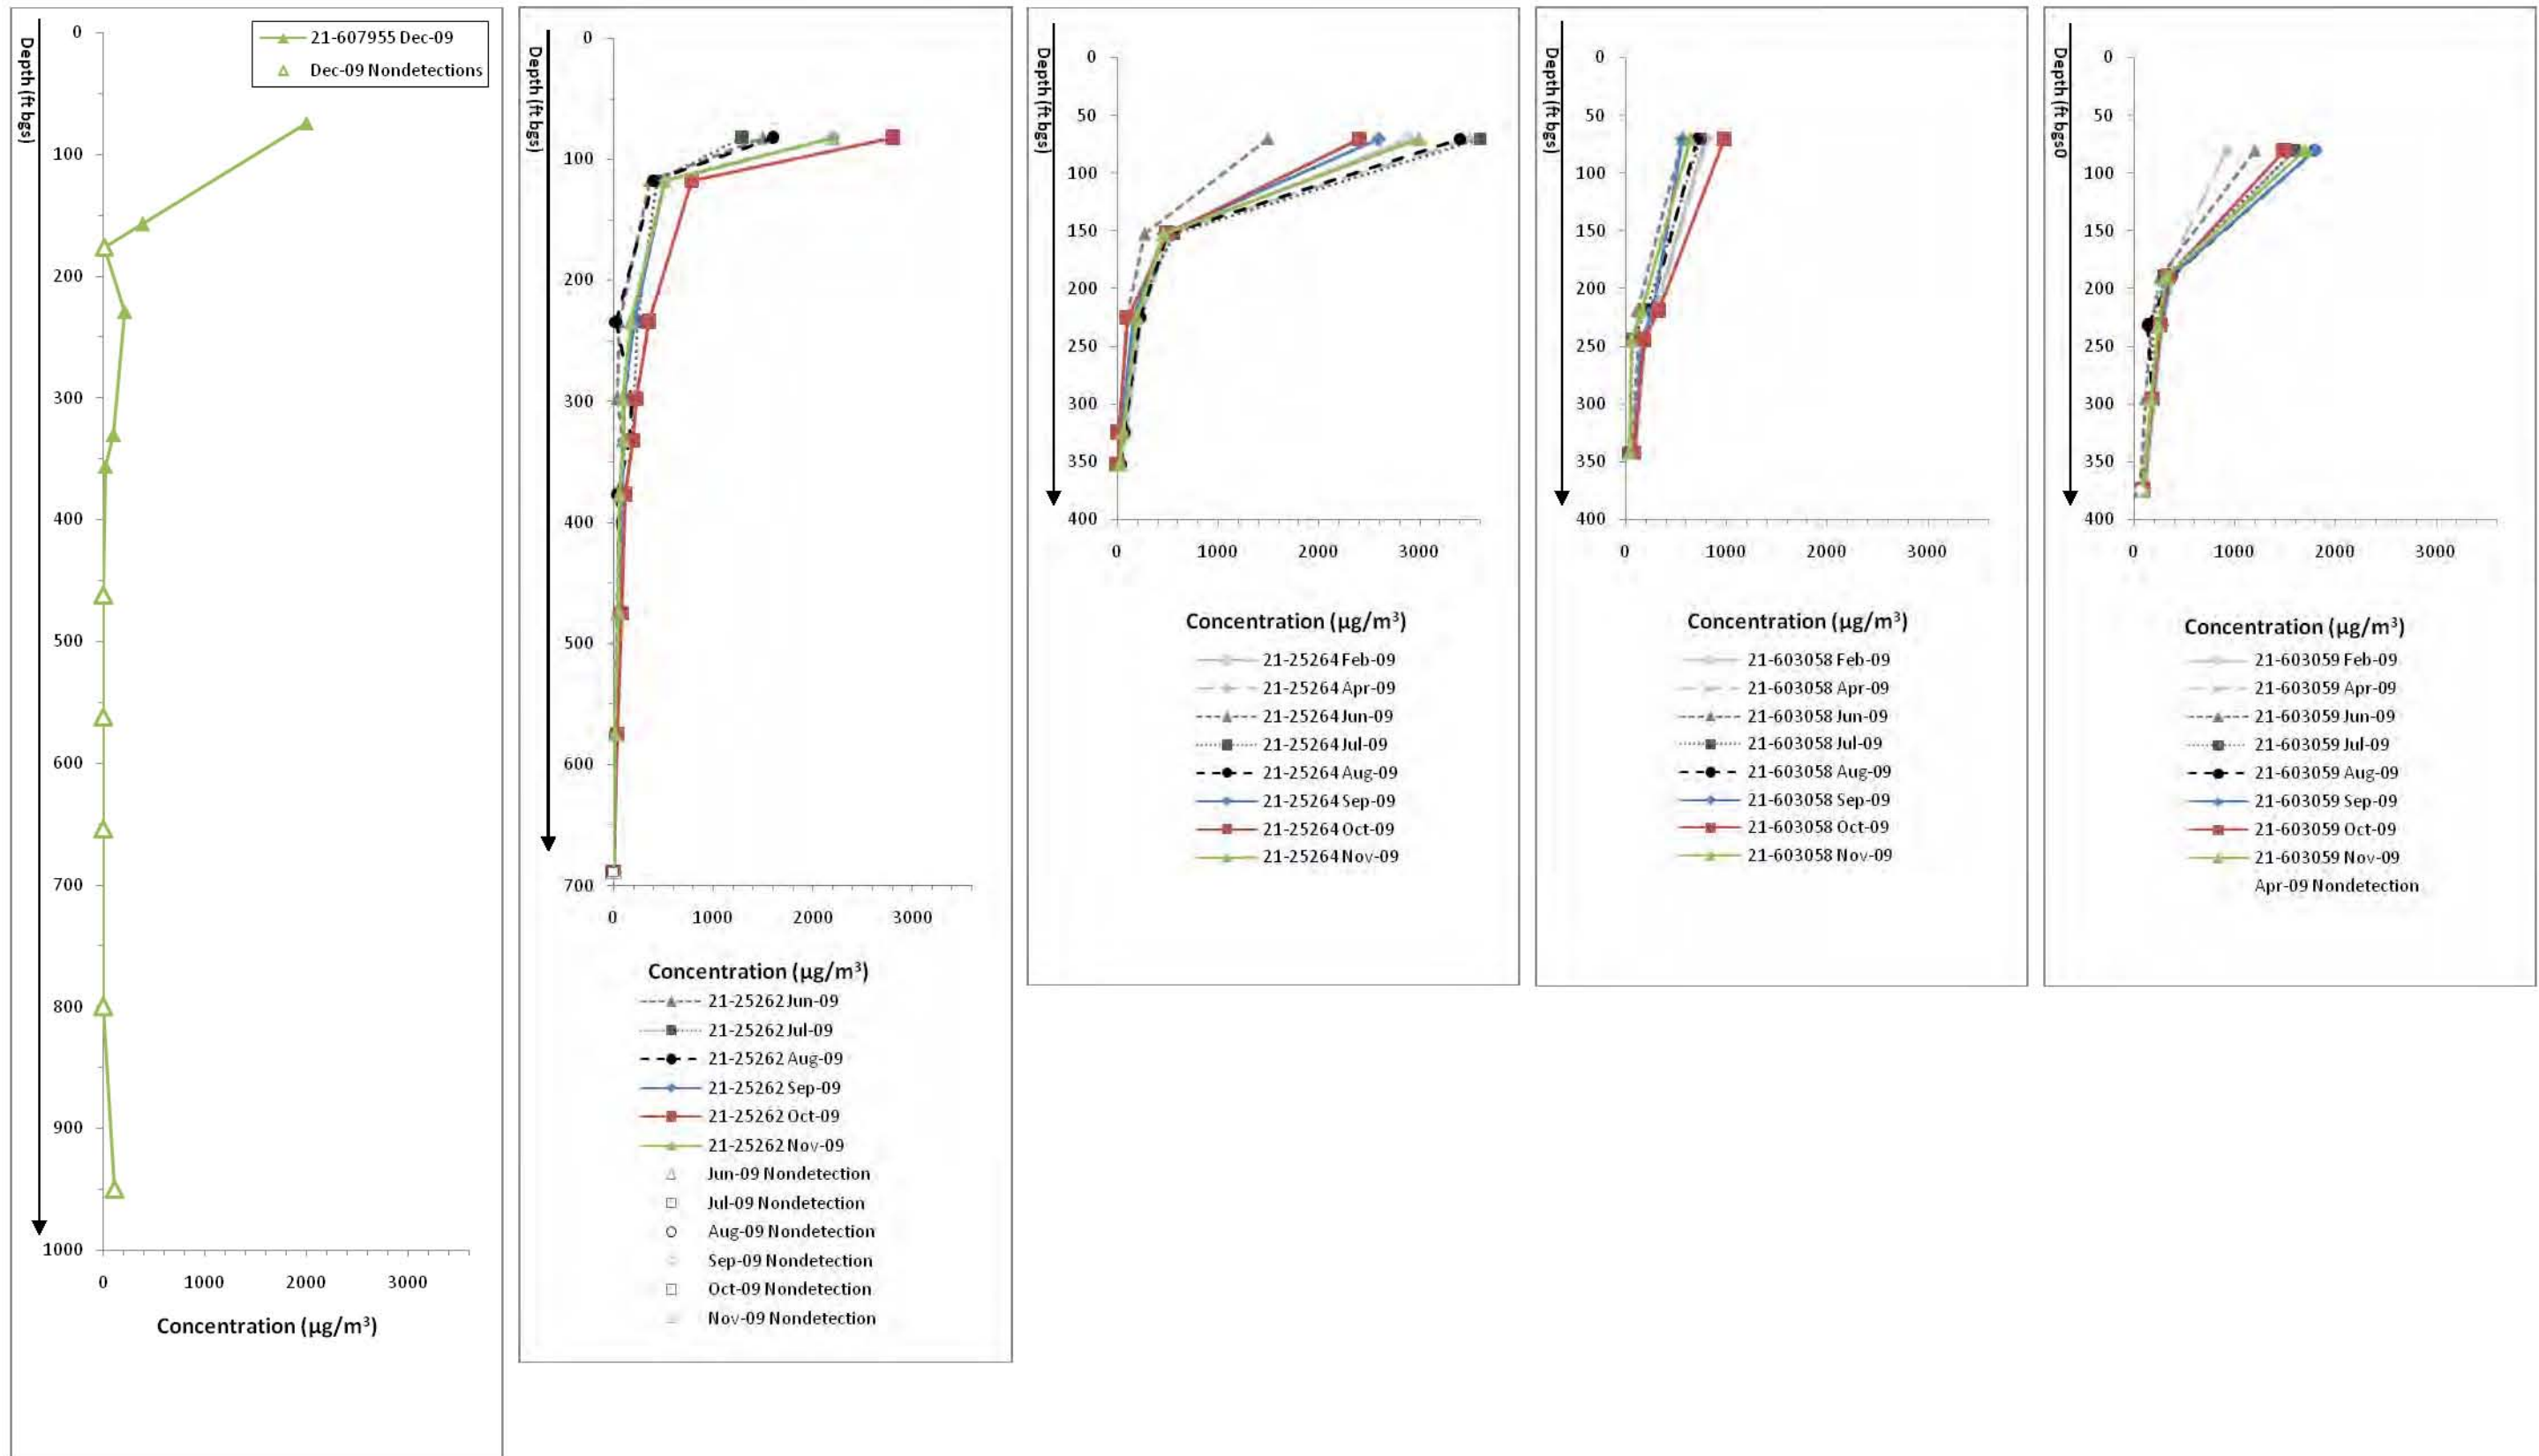 Depth (ft bgs)
0
100
200
300
400
500
600
700
800
900
1000
0 1000 2000 3000
Concentration (µg/m³)
21-607955 Dec-09
Dec-09 Nondetections
Depth (ft bgs)
0
100
200
300
400
500
600
700
0 1000 2000 3000
Concentration (µg/m³)
21-25262 Jun-09
21-25262 Jul-09
21-25262 Aug-09
21-25262 Sep-09
21-25262 Oct-09
21-25262 Nov-09
Jun-09 Nondetection
Jul-09 Nondetection
Aug-09 Nondetection
Sep-09 Nondetection
Oct-09 Nondetection
Nov-09 Nondetection
Depth (ft bgs)
0
50
100
150
200
250
300
350
400
0 1000 2000 3000
Concentration (µg/m³)
21-25264 Feb-09
21-25264 Apr-09
21-25264 Jun-09
21-25264 Jul-09
21-25264 Aug-09
21-25264 Sep-09
21-25264 Oct-09
21-25264 Nov-09
Depth (ft bgs)
0
50
100
150
200
250
300
350
400
0 1000 2000 3000
Concentration (µg/m³)
21-603058 Feb-09
21-603058 Apr-09
21-603058 Jun-09
21-603058 Jul-09
21-603058 Aug-09
21-603058 Sep-09
21-603058 Oct-09
21-603058 Nov-09
Depth (ft bgs0
0
50
100
150
200
250
300
350
400
0 1000 2000 3000
Concentration (µg/m³)
21-603059 Feb-09
21-603059 Apr-09
21-603059 Jun-09
21-603059 Jul-09
21-603059 Aug-09
21-603059 Sep-09
21-603059 Oct-09
21-603059 Nov-09
Apr-09 Nondetection